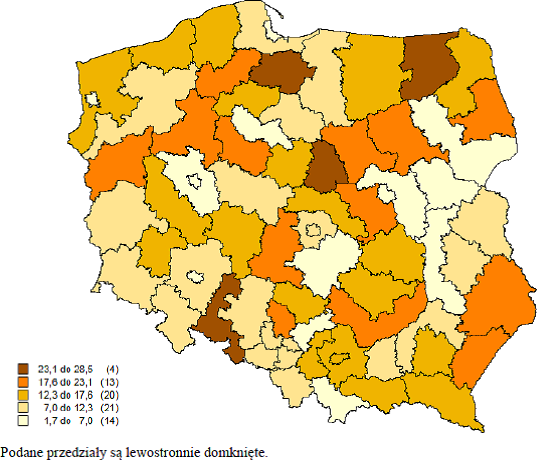 23,1 do 28,5 (4)
17,6 do 23,1 (13)
12,3 do 17,6 (20)
7,0 do 12,3 (21)
1,7 do 7,0 (14)
Podane przedziały są lewostronnie domknięte.